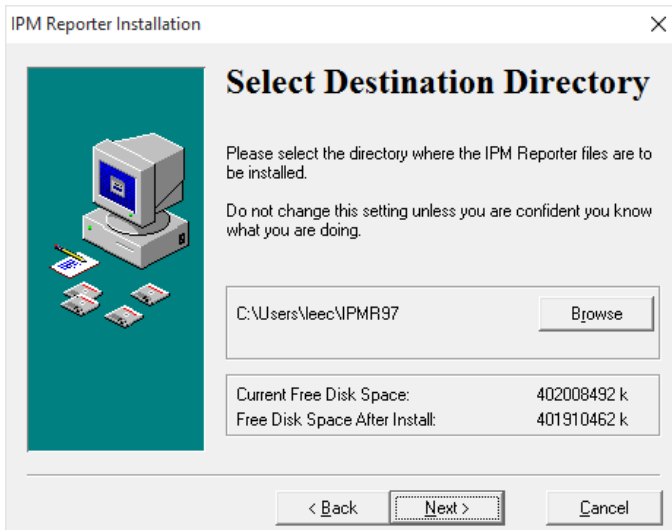 IPM Reporter Installation
Select Destination Directory
Please select the directory where the IPM Reporter files are to
be installed.
Do not change this setting unless you are confident you know
what you are doing.
C:\Users\leec\IPMR97
Browse
Current Free Disk Space: 402008492 k
Free Disk Space After Install: 401910462 k
< Back
Next >
Cancel